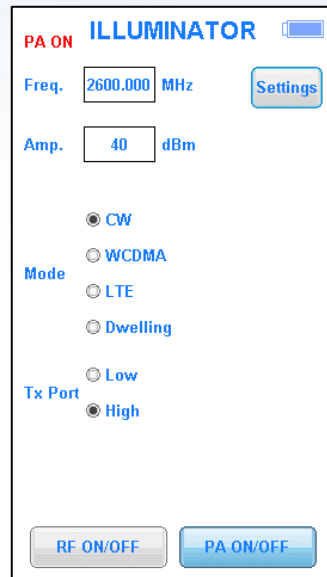 ILLUMINATOR
PA ON
Freq. 2600.000 MHz
Settings
Amp. 40 dBm
CW
WCDMA
Mode
LTE
Dwelling
Low
Tx Port
High
RF ON/OFF PA ON/OFF